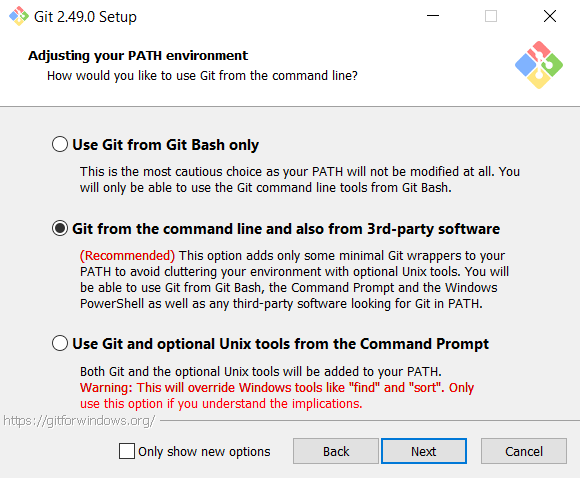 Git 2.49.0 Setup
Adjusting your PATH environment
How would you like to use Git from the command line?
Use Git from Git Bash only
This is the most cautious choice as your PATH will not be modified at all. You
will only be able to use the Git command line tools from Git Bash.
Git from the command line and also from 3rd-party software
(Recommended) This option adds only some minimal Git wrappers to your
PATH to avoid cluttering your environment with optional Unix tools. You will
be able to use Git from Git Bash, the Command Prompt and the Windows
PowerShell as well as any third-party software looking for Git in PATH.
Use Git and optional Unix tools from the Command Prompt
Both Git and the optional Unix tools will be added to your PATH.
Warning: This will override Windows tools like "find" and "sort". Only
use this option if you understand the implications.
https://gitforwindows.org/
Only show new options
Back
Next
Cancel